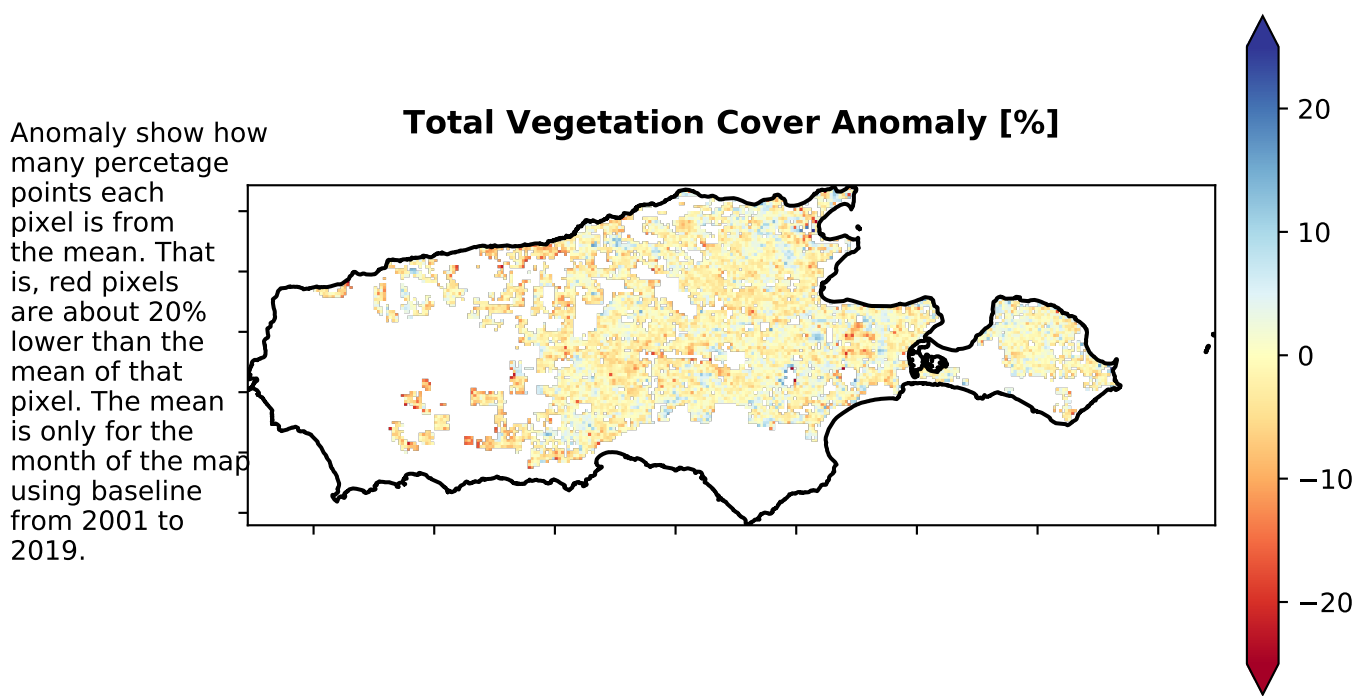 Total Vegetation Cover Anomaly [%]
Anomaly show how
many percetage
points each
pixel is from
the mean. That
is, red pixels
are about 20%
lower than the
mean of that
pixel. The mean
is only for the
month of the map
using baseline
from 2001 to
2019.
20
10
0
−10
−20